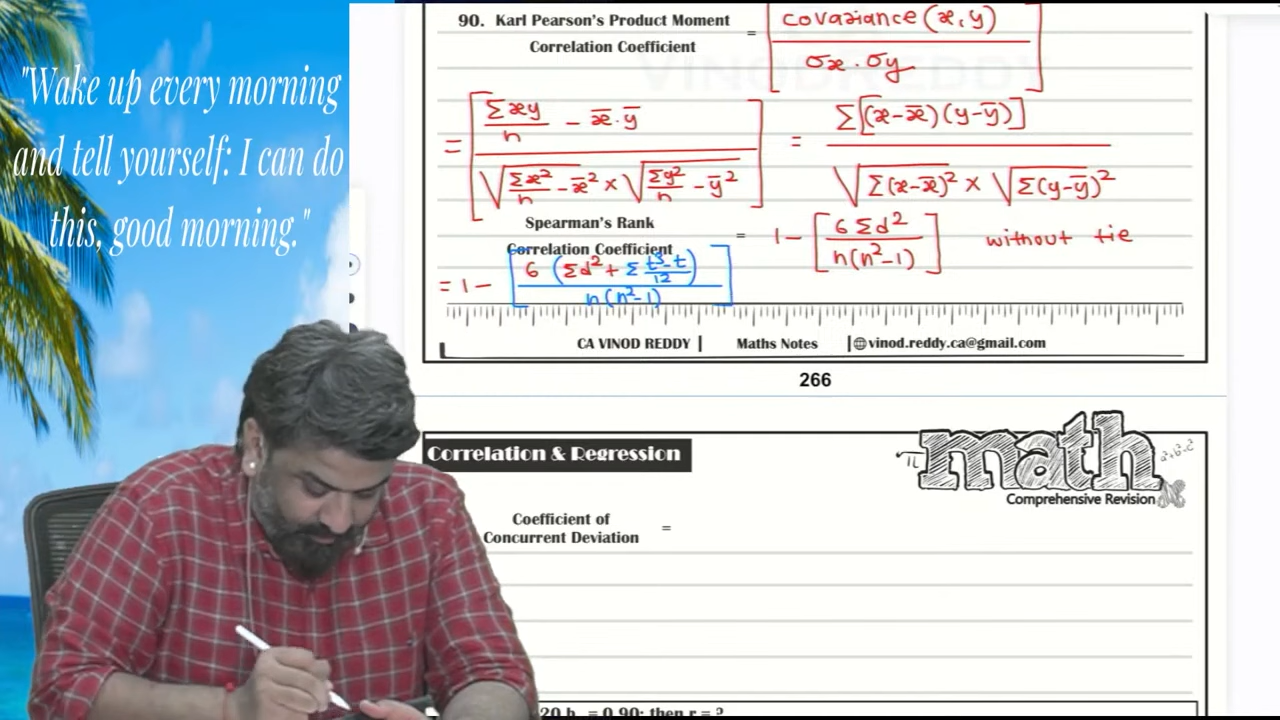 "Wake up every morning
and tell yourself: I can do
this, good morning."
90. Karl Pearson's Product Moment
Correlation Coefficient
= [covariance (x, y) / σx · σy]
= [(Σxy/n − x̄·ȳ) / (√(Σx²/n − x̄²) × √(Σy²/n − ȳ²))] = Σ[(x−x̄)(y−ȳ)] / (√Σ(x−x̄)² × √Σ(y−ȳ)²)
Spearman's Rank
Correlation Coefficient
= 1 − [6Σd² / n(n²−1)] without tie
= 1 − [6 (Σd² + Σ (t³−t)/12) / n(n²−1)]
CA VINOD REDDY | Maths Notes | vinod.reddy.ca@gmail.com
266
Correlation & Regression
math
Comprehensive Revision
Coefficient of
Concurrent Deviation
=